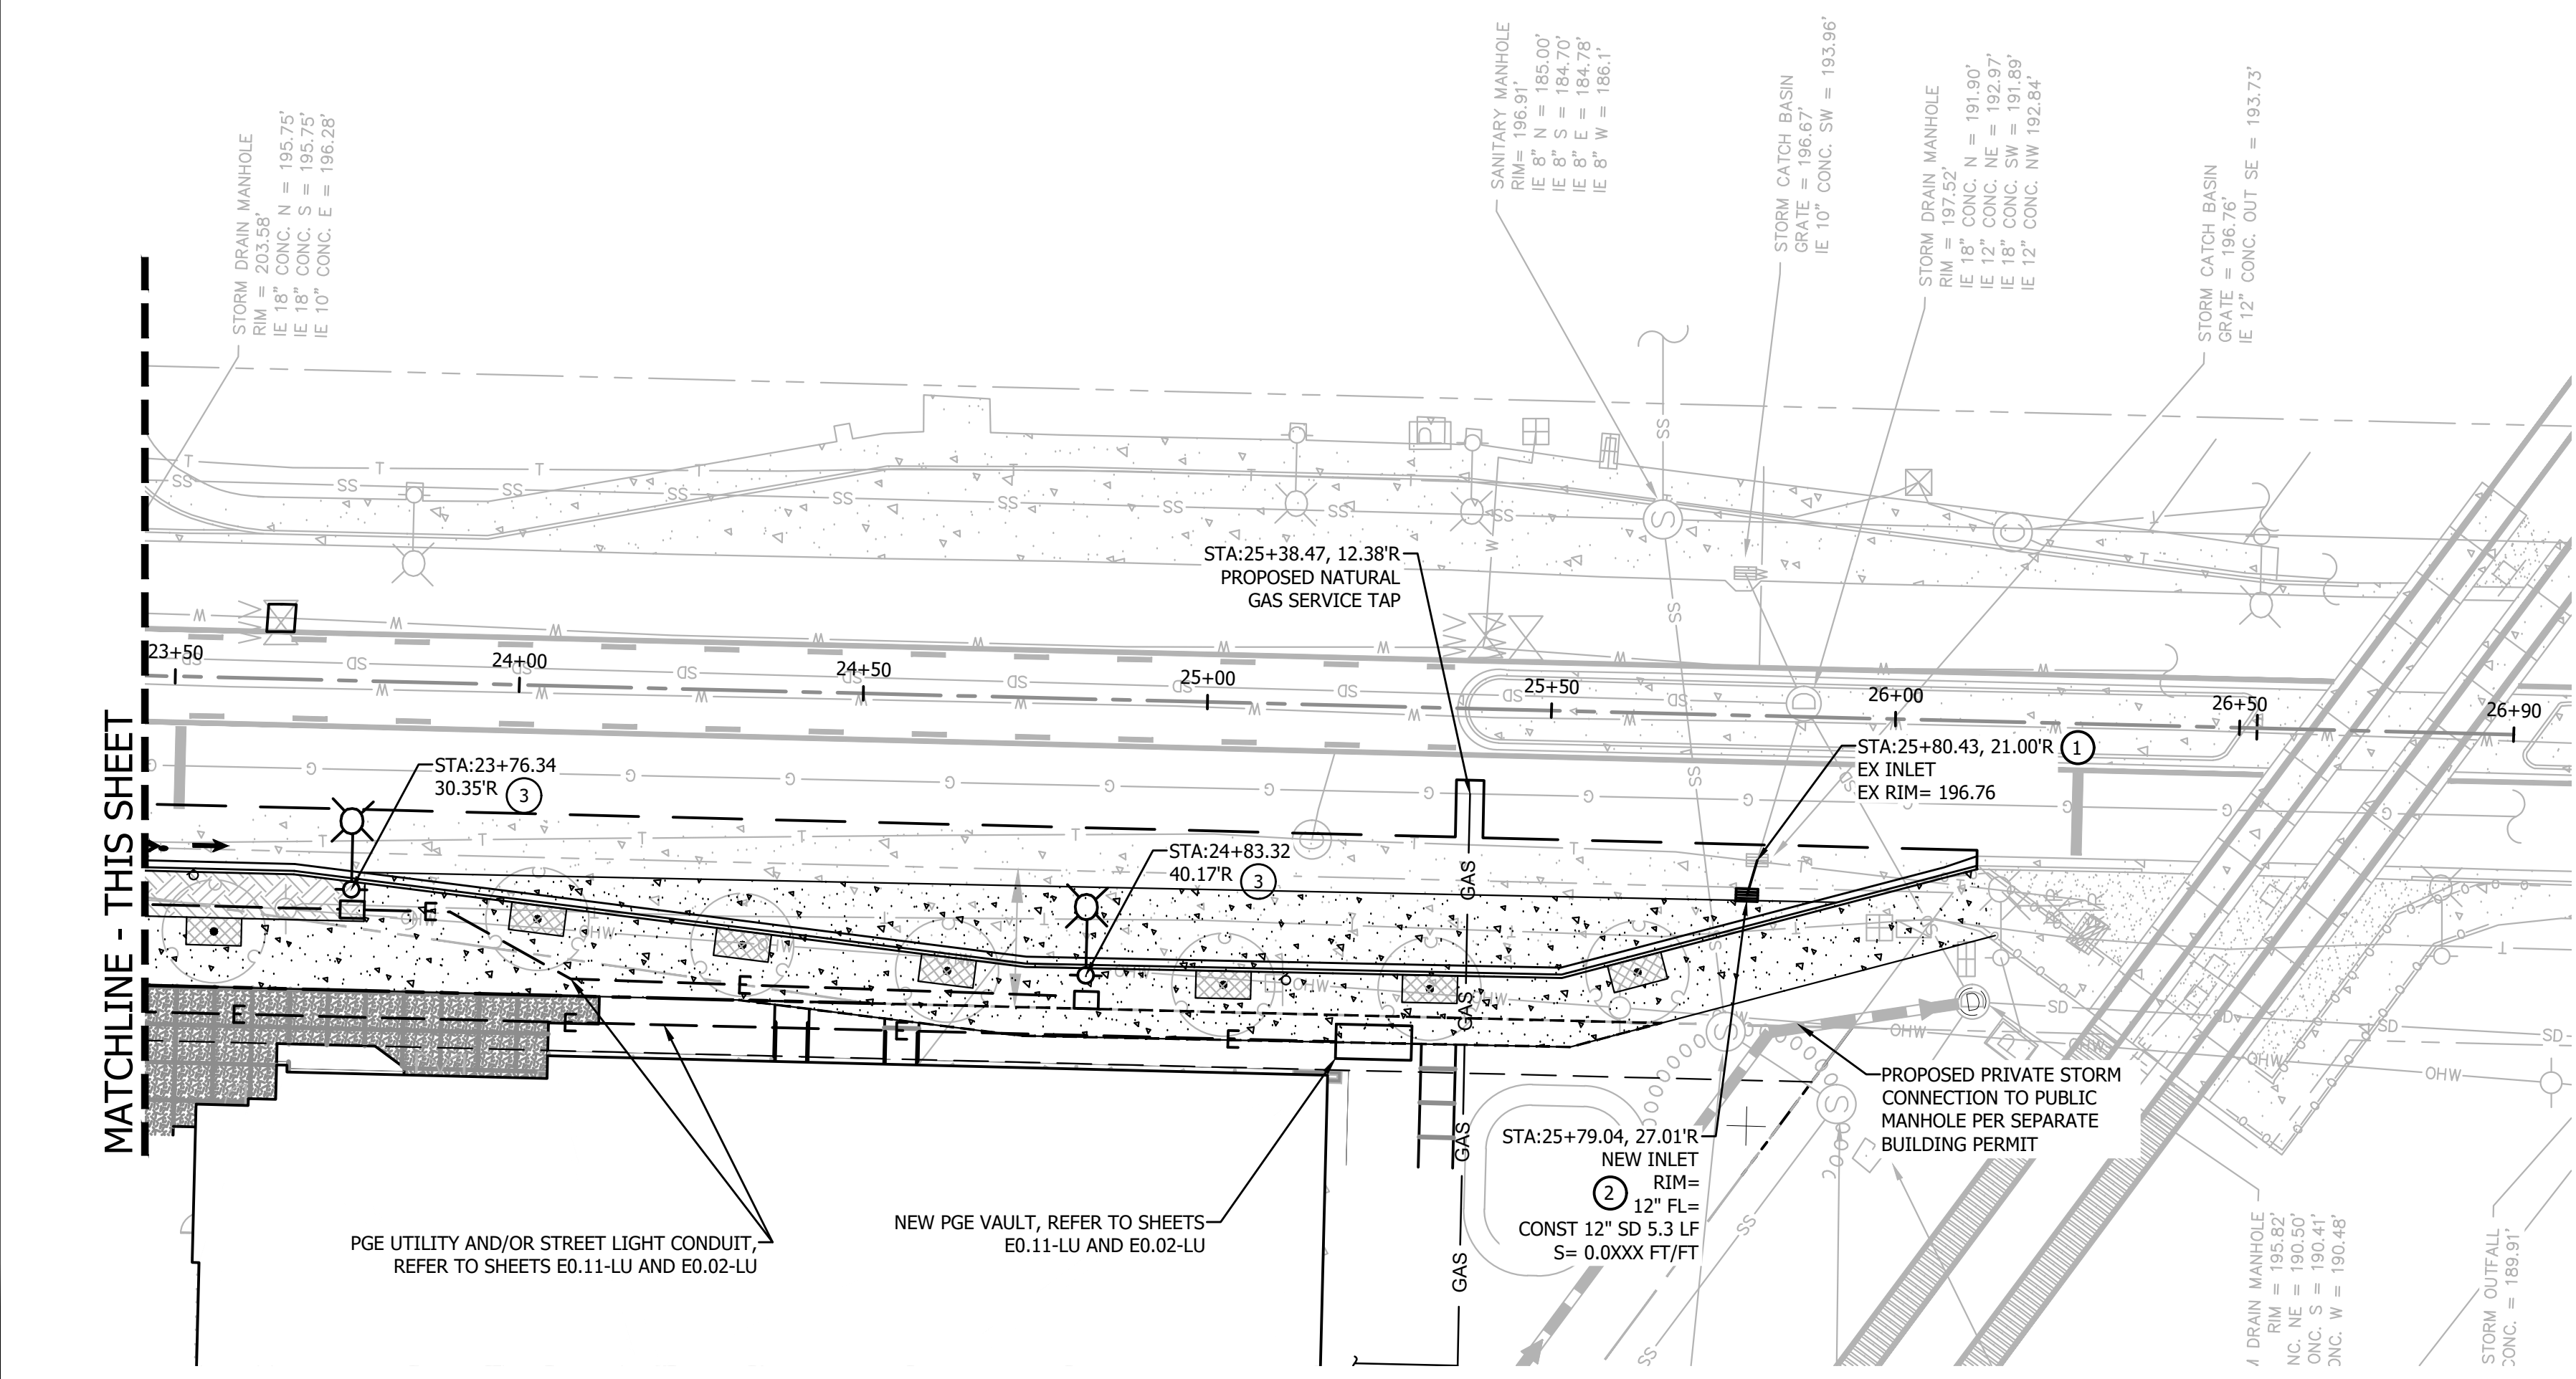 STORM DRAIN MANHOLE
RIM = 203.58'
IE 18" CONC. N = 195.75'
IE 18" CONC. S = 195.75'
IE 10" CONC. E = 196.28'
SANITARY MANHOLE
RIM= 196.91'
IE 8" N = 185.00'
IE 8" S = 184.70'
IE 8" E = 184.78'
IE 8" W = 186.1'
STORM CATCH BASIN
GRATE = 196.67'
IE 10" CONC. SW = 193.96'
STORM DRAIN MANHOLE
RIM = 197.52'
IE 18" CONC. N = 191.90'
IE 12" CONC. NE = 192.97'
IE 18" CONC. SW = 191.89'
IE 12" CONC. NW 192.84'
STORM CATCH BASIN
GRATE = 196.76'
IE 12" CONC. OUT SE = 193.73'
MATCHLINE - THIS SHEET
STA:25+38.47, 12.38'R
PROPOSED NATURAL
GAS SERVICE TAP
23+50
24+00
24+50
25+00
25+50
26+00
26+50
26+90
STA:23+76.34
30.35'R
3
STA:24+83.32
40.17'R
3
STA:25+80.43, 21.00'R
1
EX INLET
EX RIM= 196.76
GAS
GAS
GAS
GAS
E
E
E
E
E
E
PROPOSED PRIVATE STORM
CONNECTION TO PUBLIC
MANHOLE PER SEPARATE
BUILDING PERMIT
STA:25+79.04, 27.01'R
NEW INLET
RIM=
2
12" FL=
CONST 12" SD 5.3 LF
S= 0.0XXX FT/FT
NEW PGE VAULT, REFER TO SHEETS
E0.11-LU AND E0.02-LU
PGE UTILITY AND/OR STREET LIGHT CONDUIT,
REFER TO SHEETS E0.11-LU AND E0.02-LU
M DRAIN MANHOLE
RIM = 195.82'
NC. NE = 190.50'
ONC. S = 190.41'
ONC. W = 190.48'
STORM OUTFALL
CONC. = 189.91'